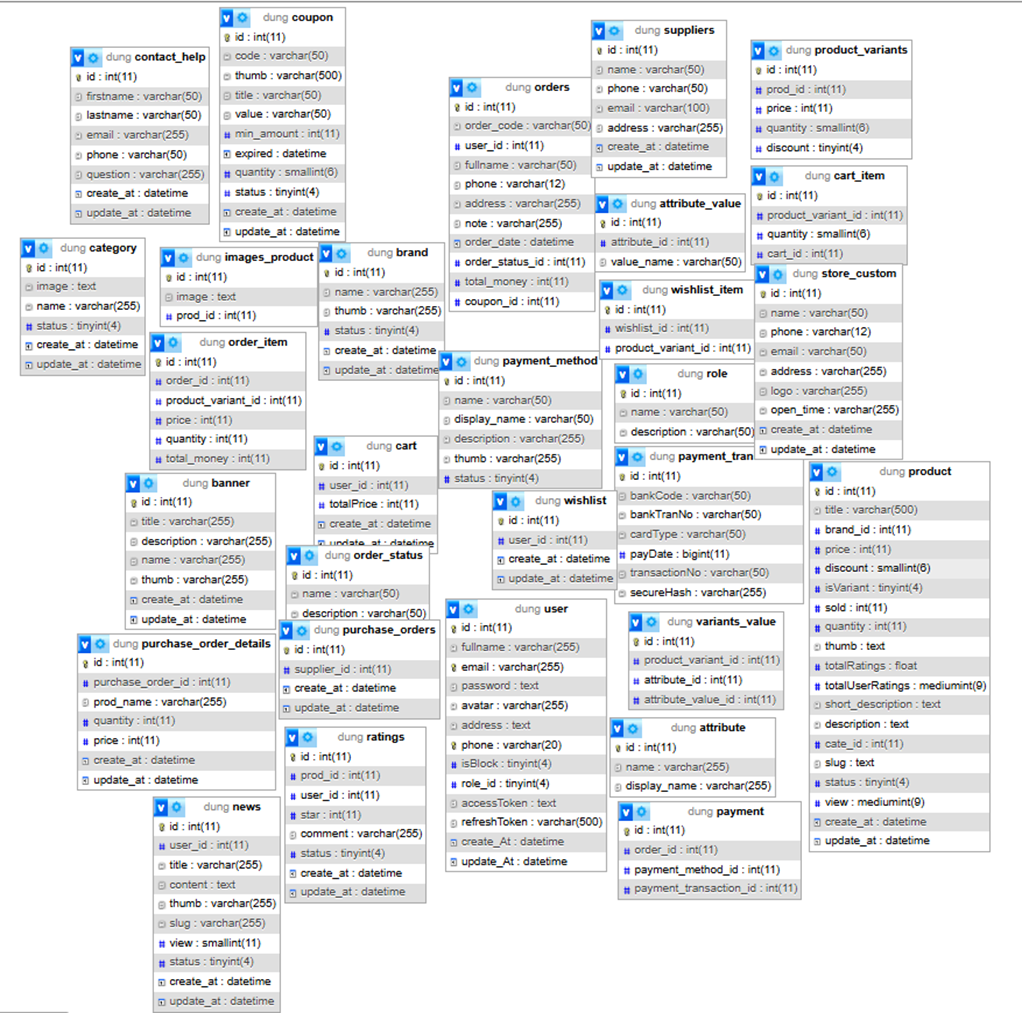 dung coupon
id : int(11)
code : varchar(50)
thumb : varchar(500)
title : varchar(50)
value : varchar(50)
min_amount : int(11)
expired : datetime
quantity : smallint(6)
status : tinyint(4)
create_at : datetime
update_at : datetime
dung contact_help
id : int(11)
firstname : varchar(50)
lastname : varchar(50)
email : varchar(255)
phone : varchar(50)
question : varchar(255)
create_at : datetime
update_at : datetime
dung suppliers
id : int(11)
name : varchar(50)
phone : varchar(50)
email : varchar(100)
address : varchar(255)
create_at : datetime
update_at : datetime
dung product_variants
id : int(11)
prod_id : int(11)
price : int(11)
quantity : smallint(6)
discount : tinyint(4)
dung orders
id : int(11)
order_code : varchar(50)
user_id : int(11)
fullname : varchar(50)
phone : varchar(12)
address : varchar(255)
note : varchar(255)
order_date : datetime
order_status_id : int(11)
total_money : int(11)
coupon_id : int(11)
dung cart_item
id : int(11)
product_variant_id : int(11)
quantity : smallint(6)
cart_id : int(11)
dung attribute_value
id : int(11)
attribute_id : int(11)
value_name : varchar(50)
dung category
id : int(11)
image : text
name : varchar(255)
status : tinyint(4)
create_at : datetime
update_at : datetime
dung images_product
id : int(11)
image : text
prod_id : int(11)
dung brand
id : int(11)
name : varchar(255)
thumb : varchar(255)
status : tinyint(4)
create_at : datetime
update_at : datetime
dung store_custom
id : int(11)
name : varchar(50)
phone : varchar(12)
email : varchar(50)
address : varchar(255)
logo : varchar(255)
open_time : varchar(255)
create_at : datetime
update_at : datetime
dung wishlist_item
id : int(11)
wishlist_id : int(11)
product_variant_id : int(11)
dung order_item
id : int(11)
order_id : int(11)
product_variant_id : int(11)
price : int(11)
quantity : int(11)
total_money : int(11)
dung payment_method
id : int(11)
name : varchar(50)
display_name : varchar(50)
description : varchar(255)
thumb : varchar(255)
status : tinyint(4)
dung role
id : int(11)
name : varchar(50)
description : varchar(50)
dung cart
id : int(11)
user_id : int(11)
totalPrice : int(11)
create_at : datetime
update_at : datetime
dung payment_tran
id : int(11)
bankCode : varchar(50)
bankTranNo : varchar(50)
cardType : varchar(50)
payDate : bigint(11)
transactionNo : varchar(50)
secureHash : varchar(255)
dung product
id : int(11)
title : varchar(500)
brand_id : int(11)
price : int(11)
discount : smallint(6)
isVariant : tinyint(4)
sold : int(11)
quantity : int(11)
thumb : text
totalRatings : float
totalUserRatings : mediumint(9)
short_description : text
description : text
cate_id : int(11)
slug : text
status : tinyint(4)
view : mediumint(9)
create_at : datetime
update_at : datetime
dung banner
id : int(11)
title : varchar(255)
description : varchar(255)
name : varchar(255)
thumb : varchar(255)
create_at : datetime
update_at : datetime
dung wishlist
id : int(11)
user_id : int(11)
create_at : datetime
update_at : datetime
dung order_status
id : int(11)
name : varchar(50)
description : varchar(50)
dung user
id : int(11)
fullname : varchar(255)
email : varchar(255)
password : text
avatar : varchar(255)
address : text
phone : varchar(20)
isBlock : tinyint(4)
role_id : tinyint(4)
accessToken : text
refreshToken : varchar(500)
create_At : datetime
update_At : datetime
dung variants_value
id : int(11)
product_variant_id : int(11)
attribute_id : int(11)
attribute_value_id : int(11)
dung purchase_orders
id : int(11)
supplier_id : int(11)
create_at : datetime
update_at : datetime
dung purchase_order_details
id : int(11)
purchase_order_id : int(11)
prod_name : varchar(255)
quantity : int(11)
price : int(11)
create_at : datetime
update_at : datetime
dung attribute
id : int(11)
name : varchar(255)
display_name : varchar(255)
dung ratings
id : int(11)
prod_id : int(11)
user_id : int(11)
star : int(11)
comment : varchar(255)
status : tinyint(4)
create_at : datetime
update_at : datetime
dung news
id : int(11)
user_id : int(11)
title : varchar(255)
content : text
thumb : varchar(255)
slug : varchar(255)
view : smallint(11)
status : tinyint(4)
create_at : datetime
update_at : datetime
dung payment
id : int(11)
order_id : int(11)
payment_method_id : int(11)
payment_transaction_id : int(11)